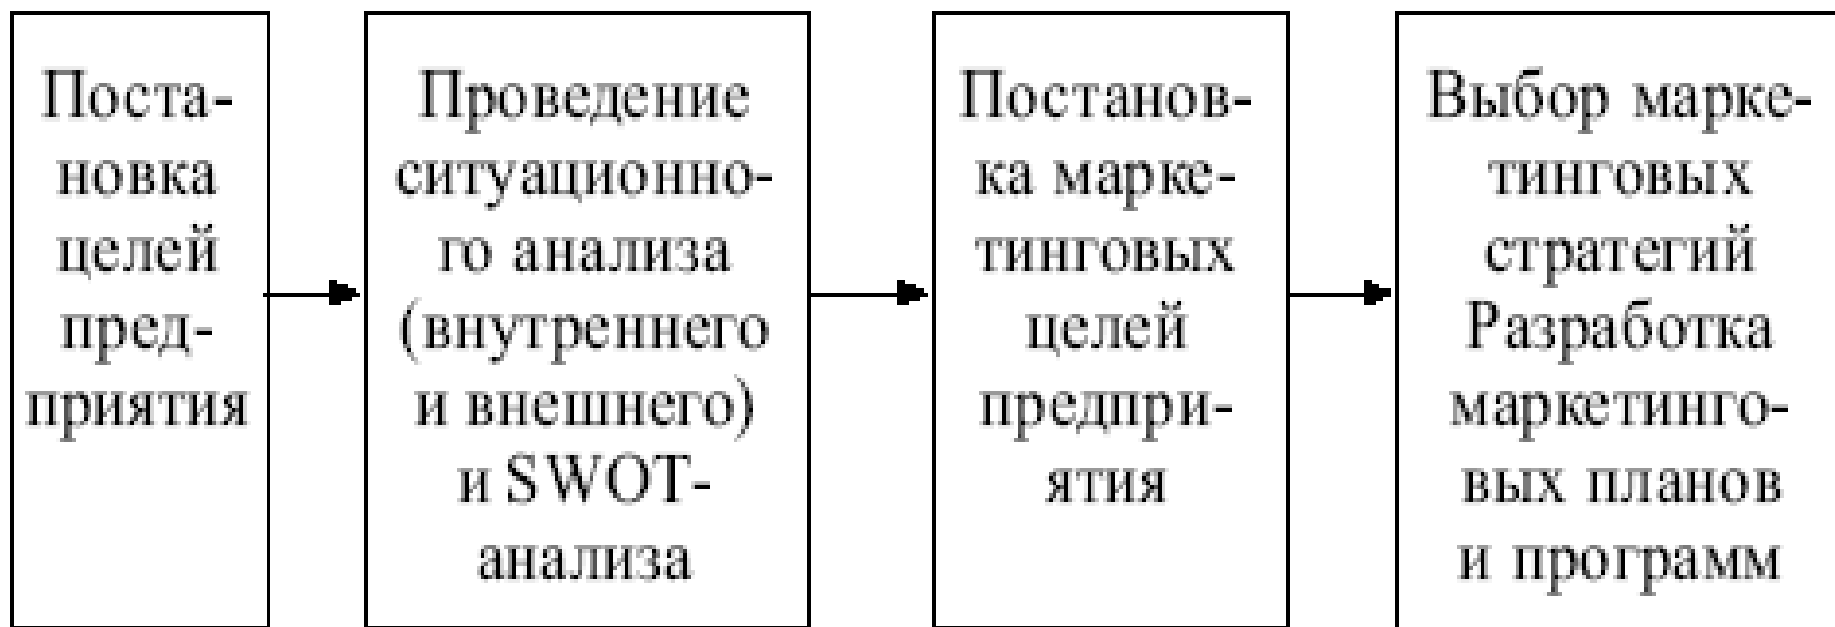 Поста-
новка
целей
пред-
приятия
Проведение
ситуационно-
го анализа
(внутреннего
и внешнего)
и SWOT-
анализа
Постанов-
ка марке-
тинговых
целей
предпри-
ятия
Выбор марке-
тинговых
стратегий
Разработка
маркетинго-
вых планов
и программ